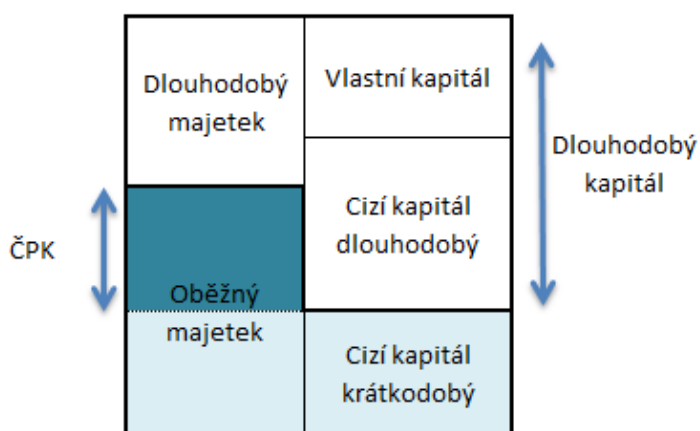 Dlouhodobý
majetek
Vlastní kapitál
Dlouhodobý
kapitál
Cizí kapitál
dlouhodobý
ČPK
Oběžný
majetek
Cizí kapitál
krátkodobý